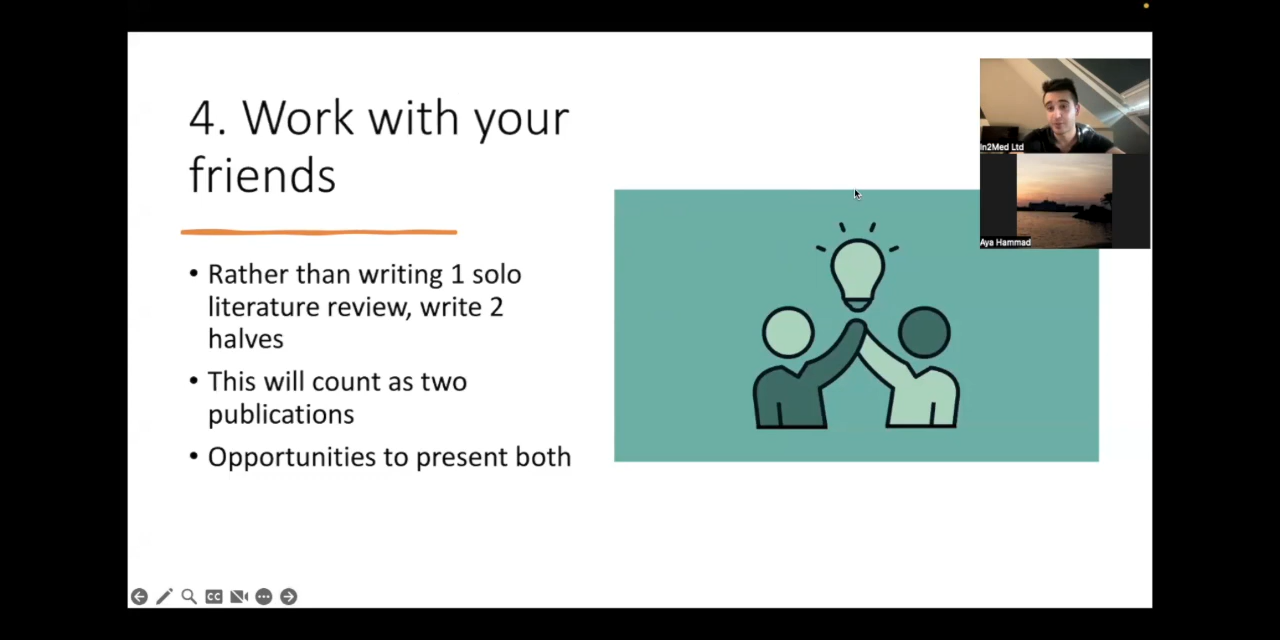 4. Work with your
friends
• Rather than writing 1 solo
literature review, write 2
halves
• This will count as two
publications
• Opportunities to present both
In2Med Ltd
Aya Hammad
CC